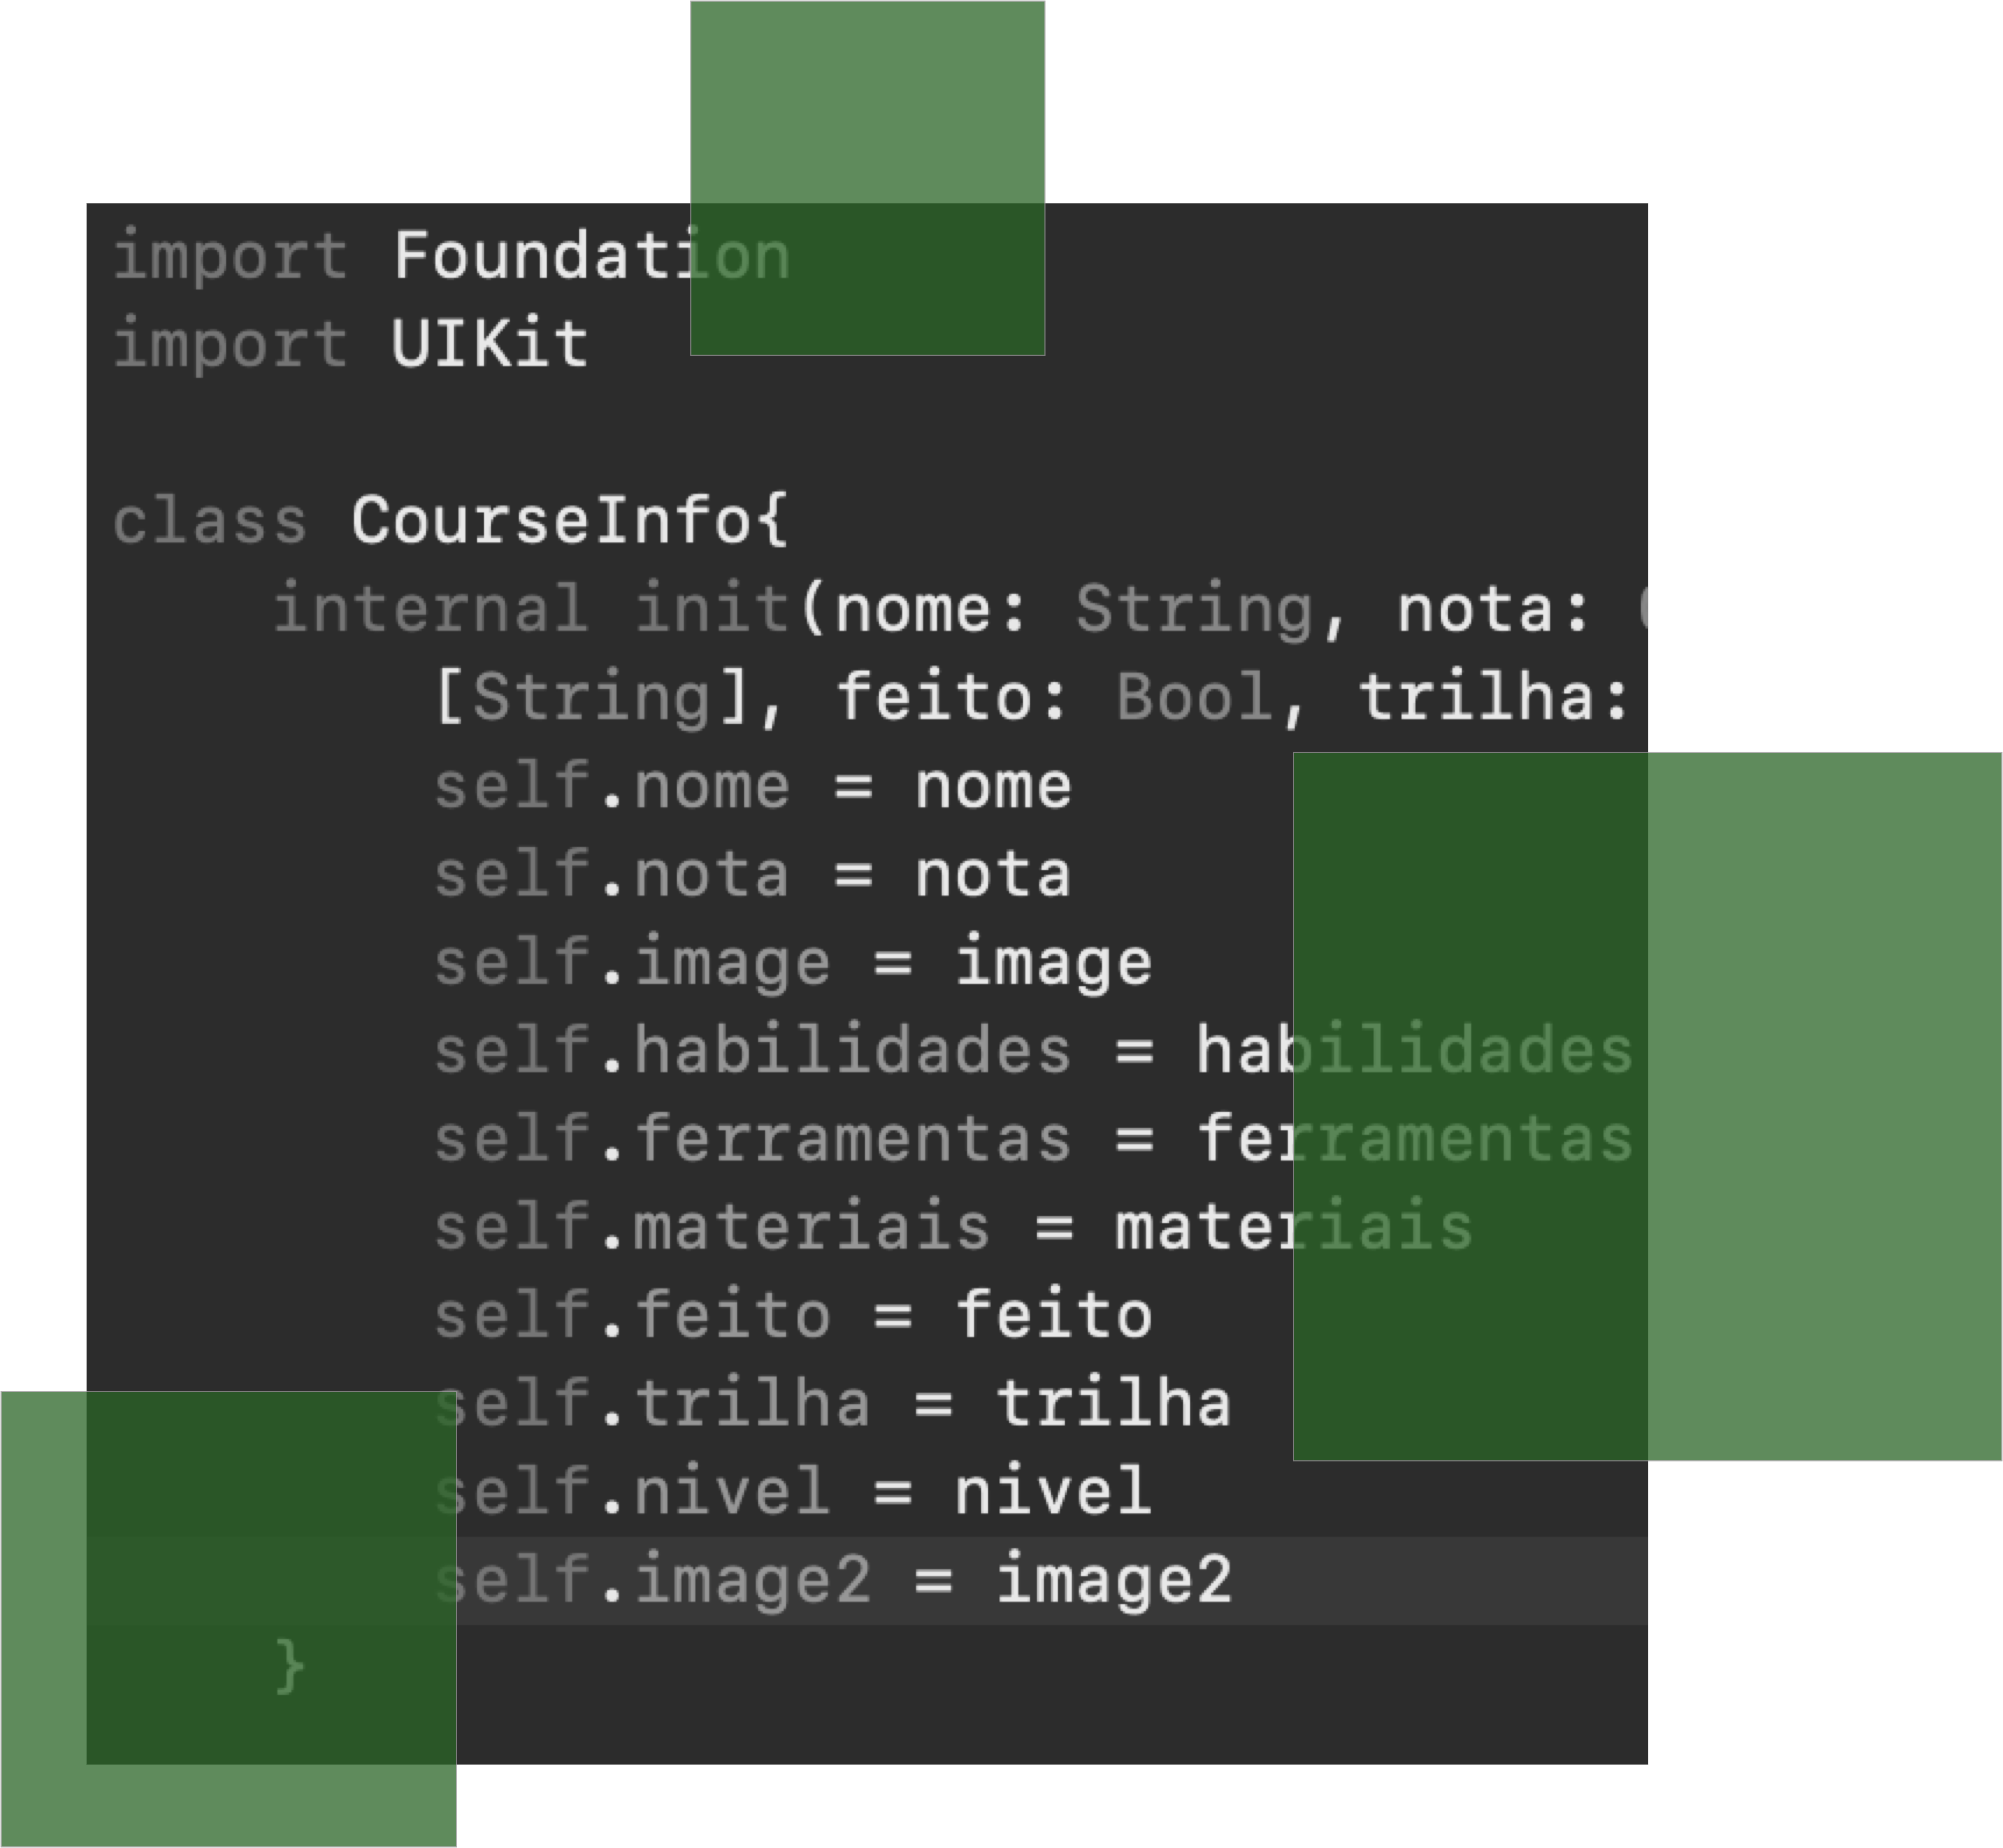 import Foundation
import UIKit
class CourseInfo{
internal init(nome: String, nota:
[String], feito: Bool, trilha:
self.nome = nome
self.nota = nota
self.image = image
self.habilidades = habilidades
self.ferramentas = ferramentas
self.materiais = materiais
self.feito = feito
self.trilha = trilha
self.nivel = nivel
self.image2 = image2
}